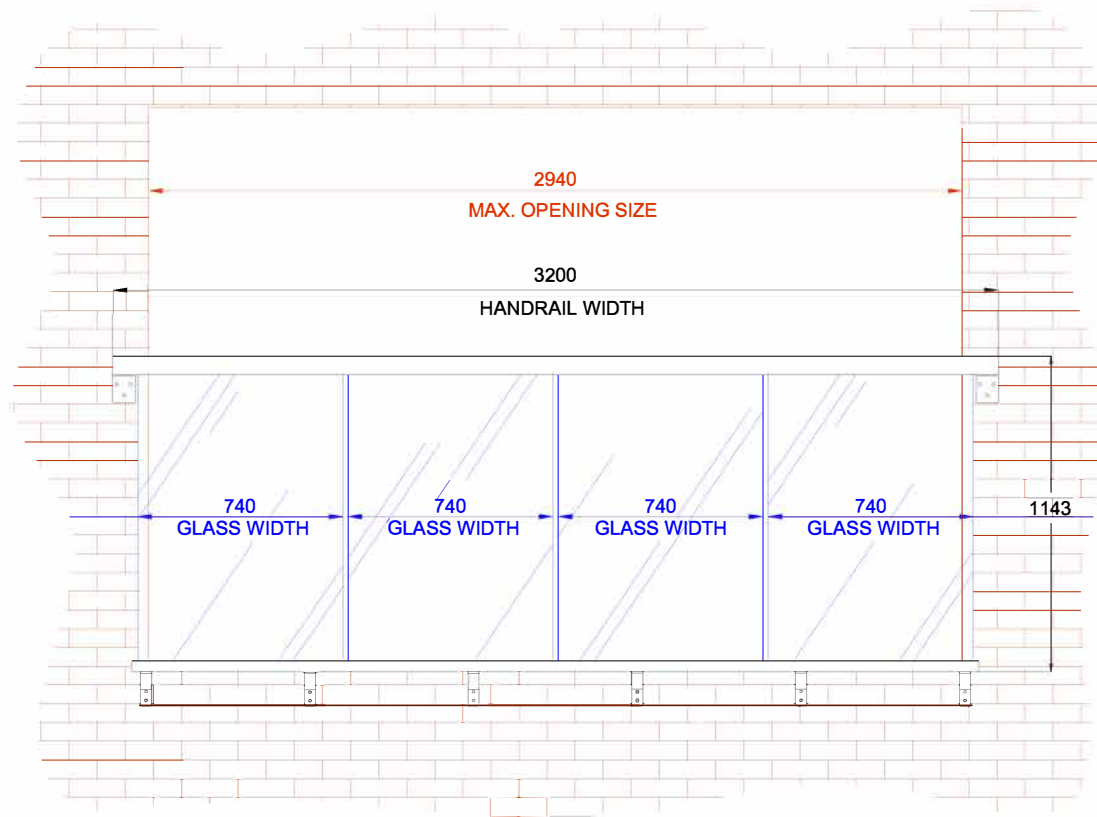 2940
MAX. OPENING SIZE
3200
HANDRAIL WIDTH
740
GLASS WIDTH
740
GLASS WIDTH
740
GLASS WIDTH
740
GLASS WIDTH
1143